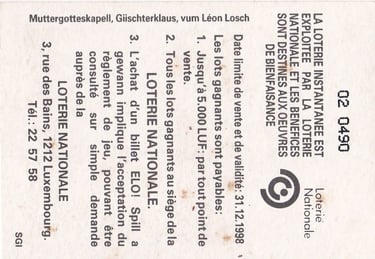 Muttergotteskapell, Giischterklaus, vum Léon Losch
02 0490
LA LOTERIE INSTANTANEE EST
EXPLOITEE PAR LA LOTERIE
NATIONALE ET LES BENEFICES
SONT DESTINES AUX OEUVRES
DE BIENFAISANCE
Loterie
Nationale
Date limite de vente et de validité: 31.12.1998
Les lots gagnants sont payables:
1. Jusqu'à 5.000 LUF: par tout point de
vente.
2. Tous les lots gagnants au siège de la
LOTERIE NATIONALE.
3. L'achat d'un billet ELO! Spill a
gewann implique l'acceptation du
règlement de jeu, pouvant être
consulté sur simple demande
auprès de la
LOTERIE NATIONALE
3, rue des Bains, 1212 Luxembourg.
Tél.: 22 57 58
SGI